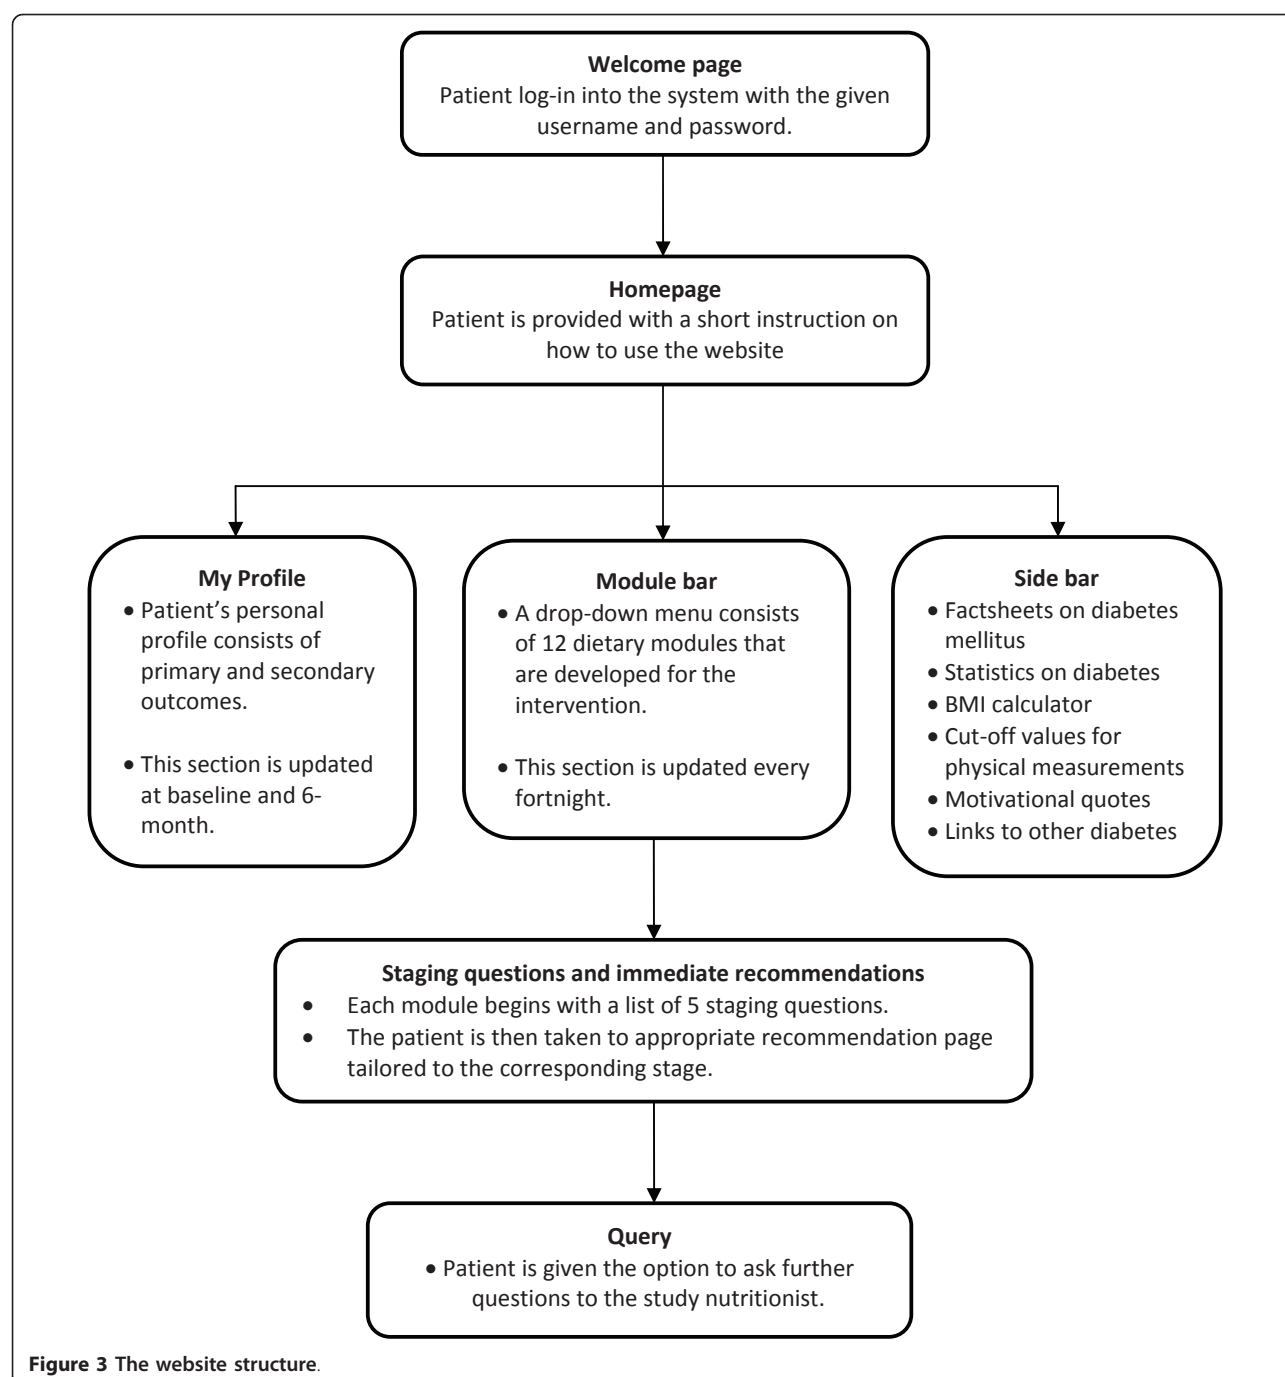 Welcome page
Patient log-in into the system with the given
username and password.
Homepage
Patient is provided with a short instruction on
how to use the website
My Profile
• Patient's personal
profile consists of
primary and secondary
outcomes.
• This section is updated
at baseline and 6-
month.
Module bar
• A drop-down menu consists
of 12 dietary modules that
are developed for the
intervention.
• This section is updated every
fortnight.
Side bar
• Factsheets on diabetes
mellitus
• Statistics on diabetes
• BMI calculator
• Cut-off values for
physical measurements
• Motivational quotes
• Links to other diabetes
Staging questions and immediate recommendations
• Each module begins with a list of 5 staging questions.
• The patient is then taken to appropriate recommendation page
tailored to the corresponding stage.
Query
• Patient is given the option to ask further
questions to the study nutritionist.
Figure 3 The website structure.